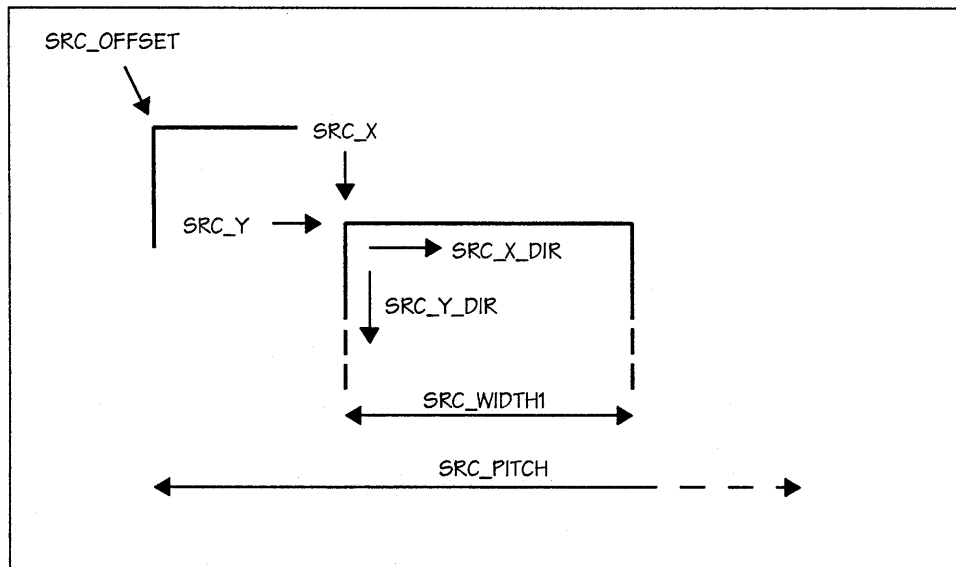 SRC_OFFSET
SRC_X
SRC_Y
SRC_X_DIR
SRC_Y_DIR
SRC_WIDTH1
SRC_PITCH